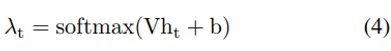 λt = softmax(Vht + b) (4)